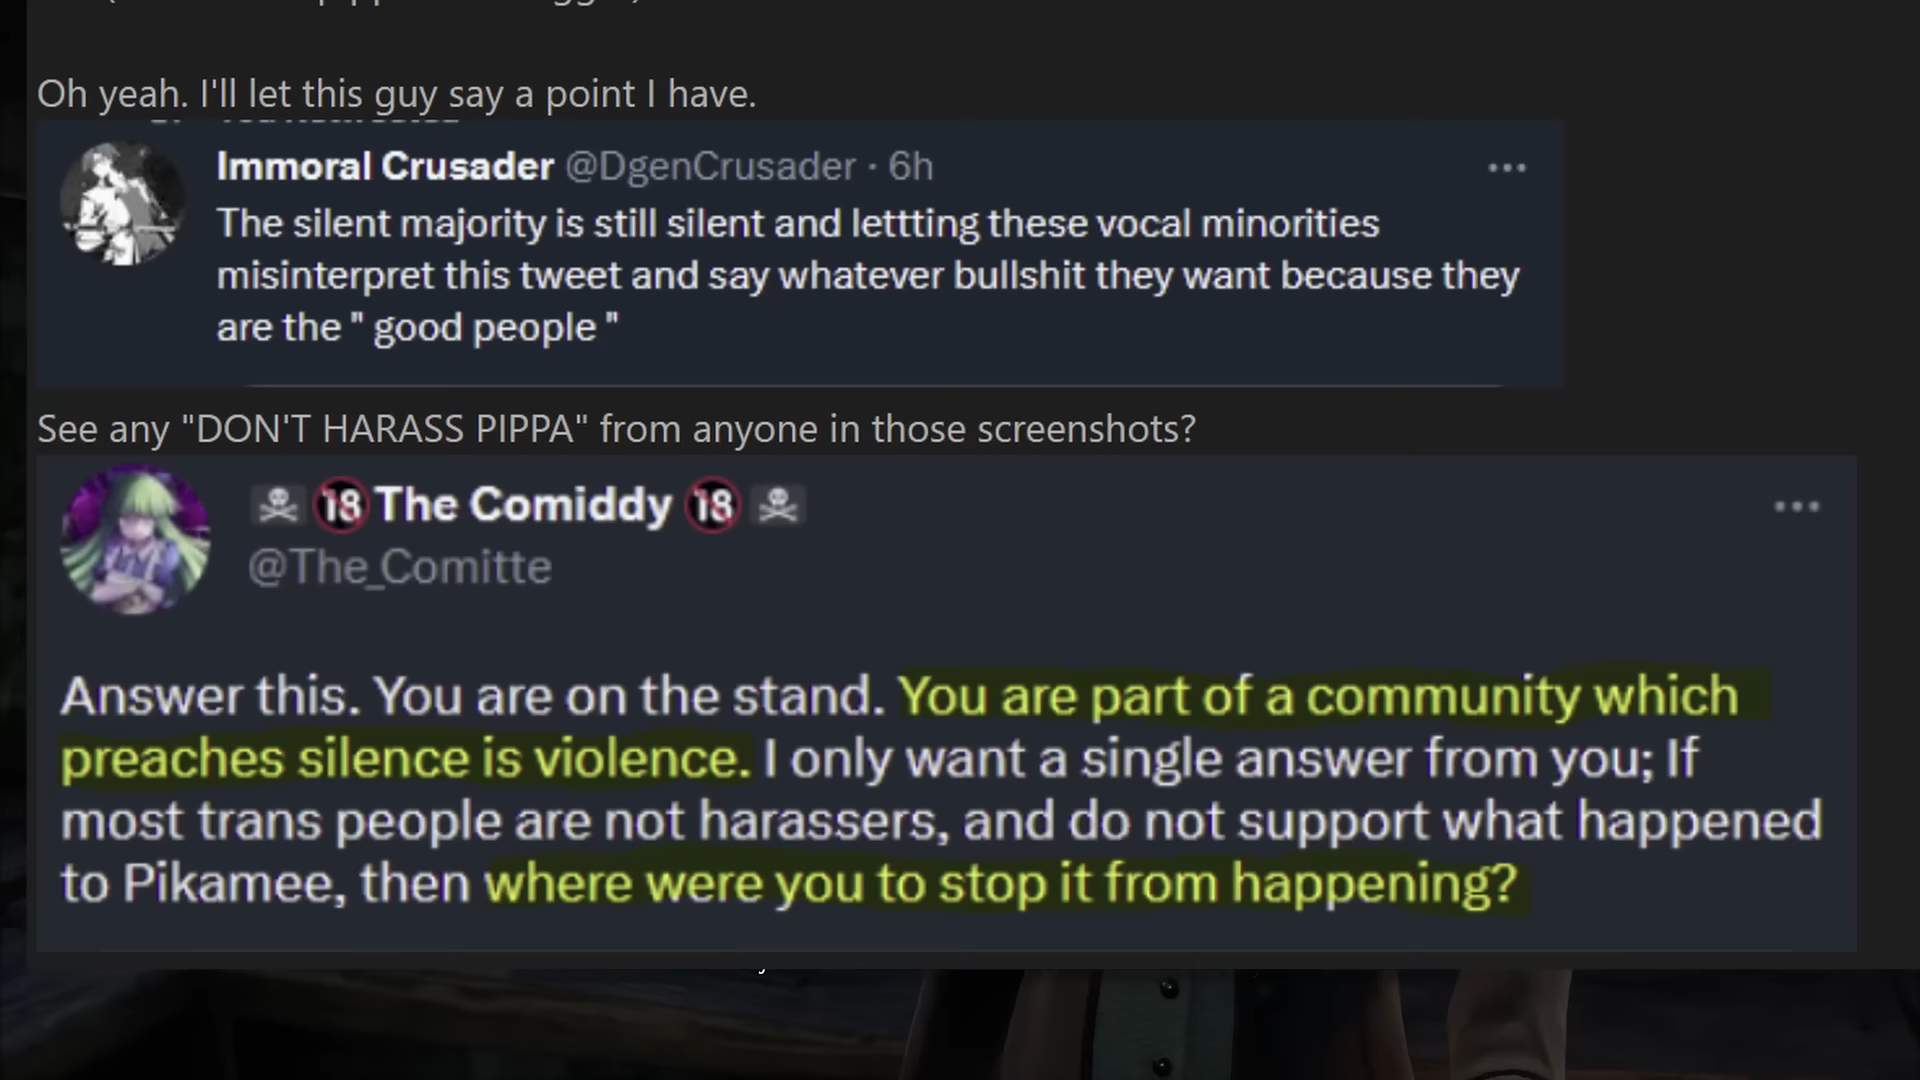 Oh yeah. I'll let this guy say a point I have.
Immoral Crusader @DgenCrusader · 6h
The silent majority is still silent and lettting these vocal minorities
misinterpret this tweet and say whatever bullshit they want because they
are the " good people "
See any "DON'T HARASS PIPPA" from anyone in those screenshots?
☠️ 🔞 The Comiddy 🔞 ☠️
@The_Comitte
Answer this. You are on the stand. You are part of a community which
preaches silence is violence. I only want a single answer from you; If
most trans people are not harassers, and do not support what happened
to Pikamee, then where were you to stop it from happening?